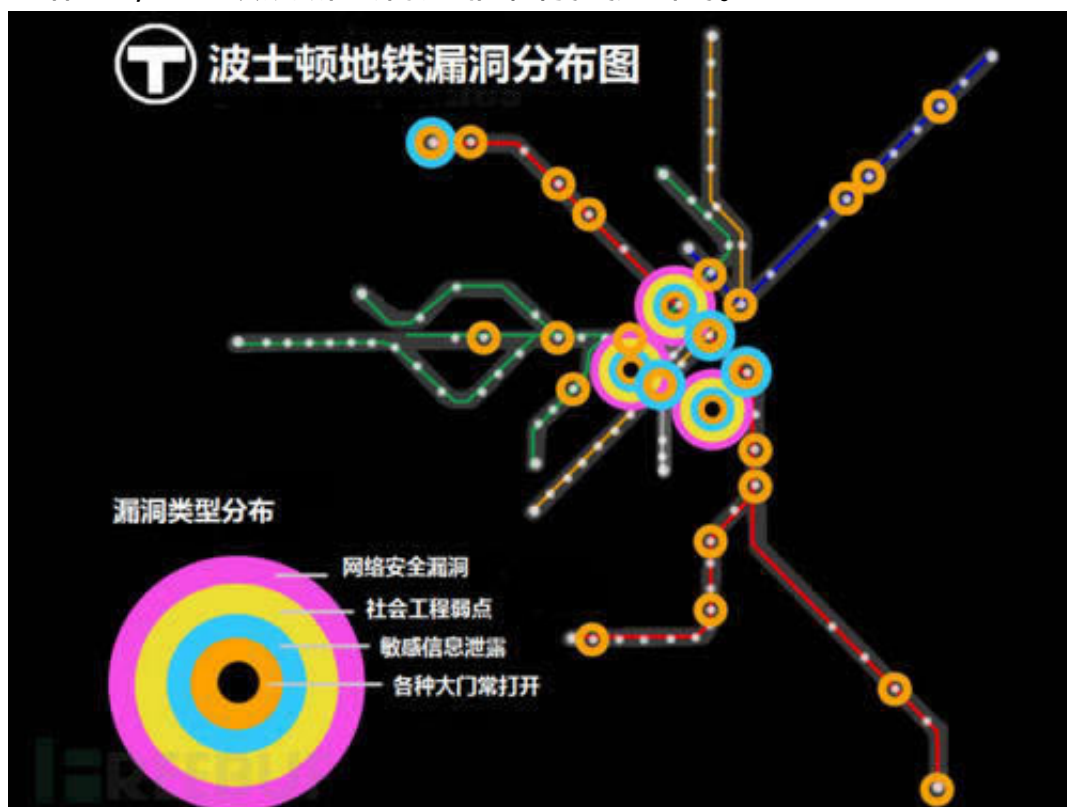 T 波士顿地铁漏洞分布图
漏洞类型分布
网络安全漏洞
社会工程弱点
敏感信息泄露
各种大门常打开